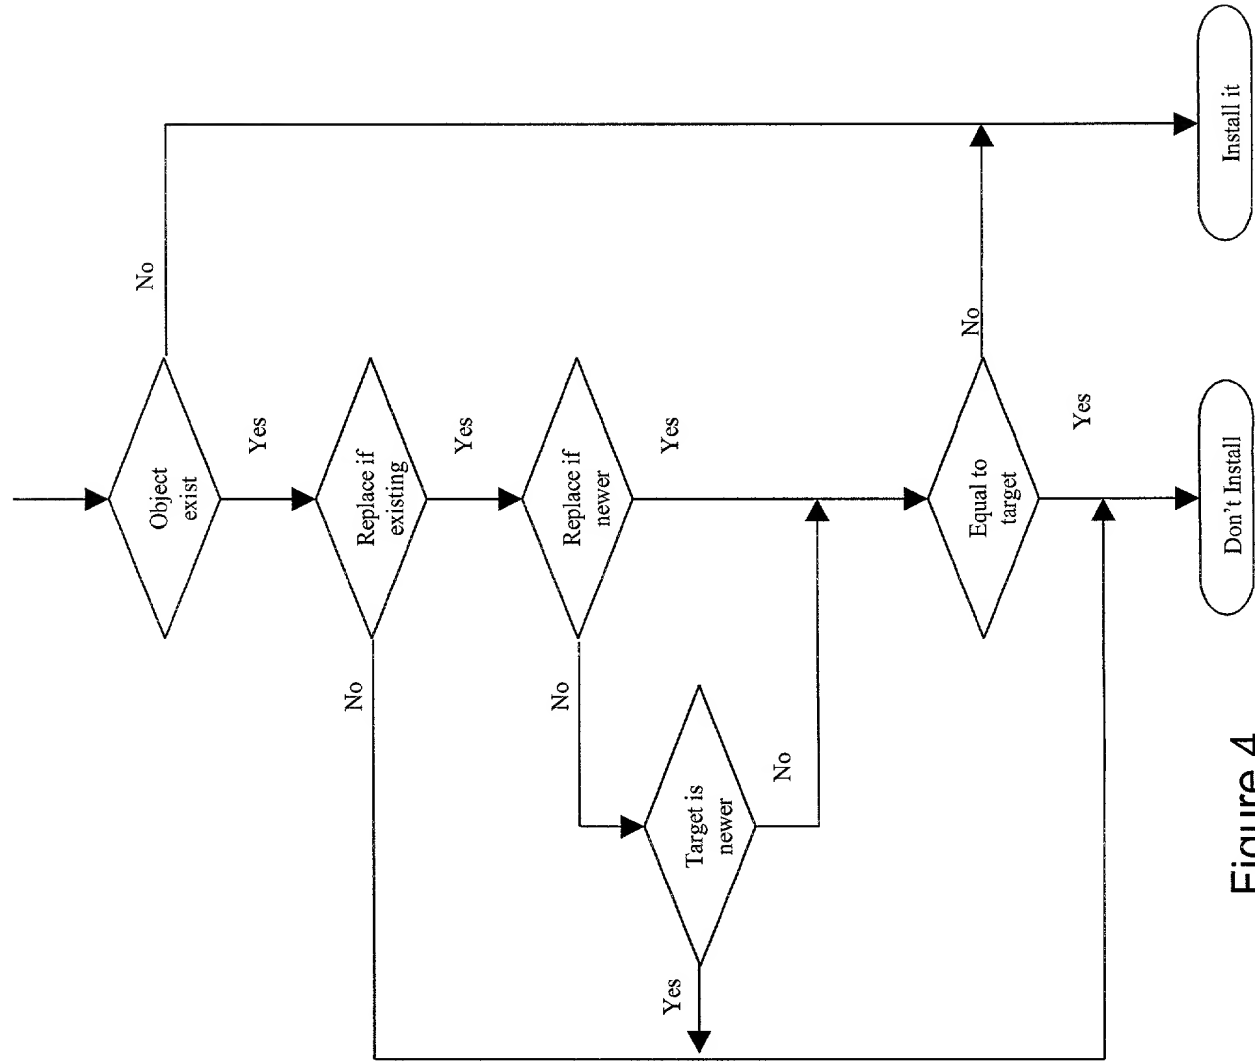 Object
exist
No
Yes
Replace if
existing
No
Yes
Replace if
newer
No
Yes
Target is
newer
Yes
No
Equal to
target
No
Yes
Don't Install
Install it
Figure 4